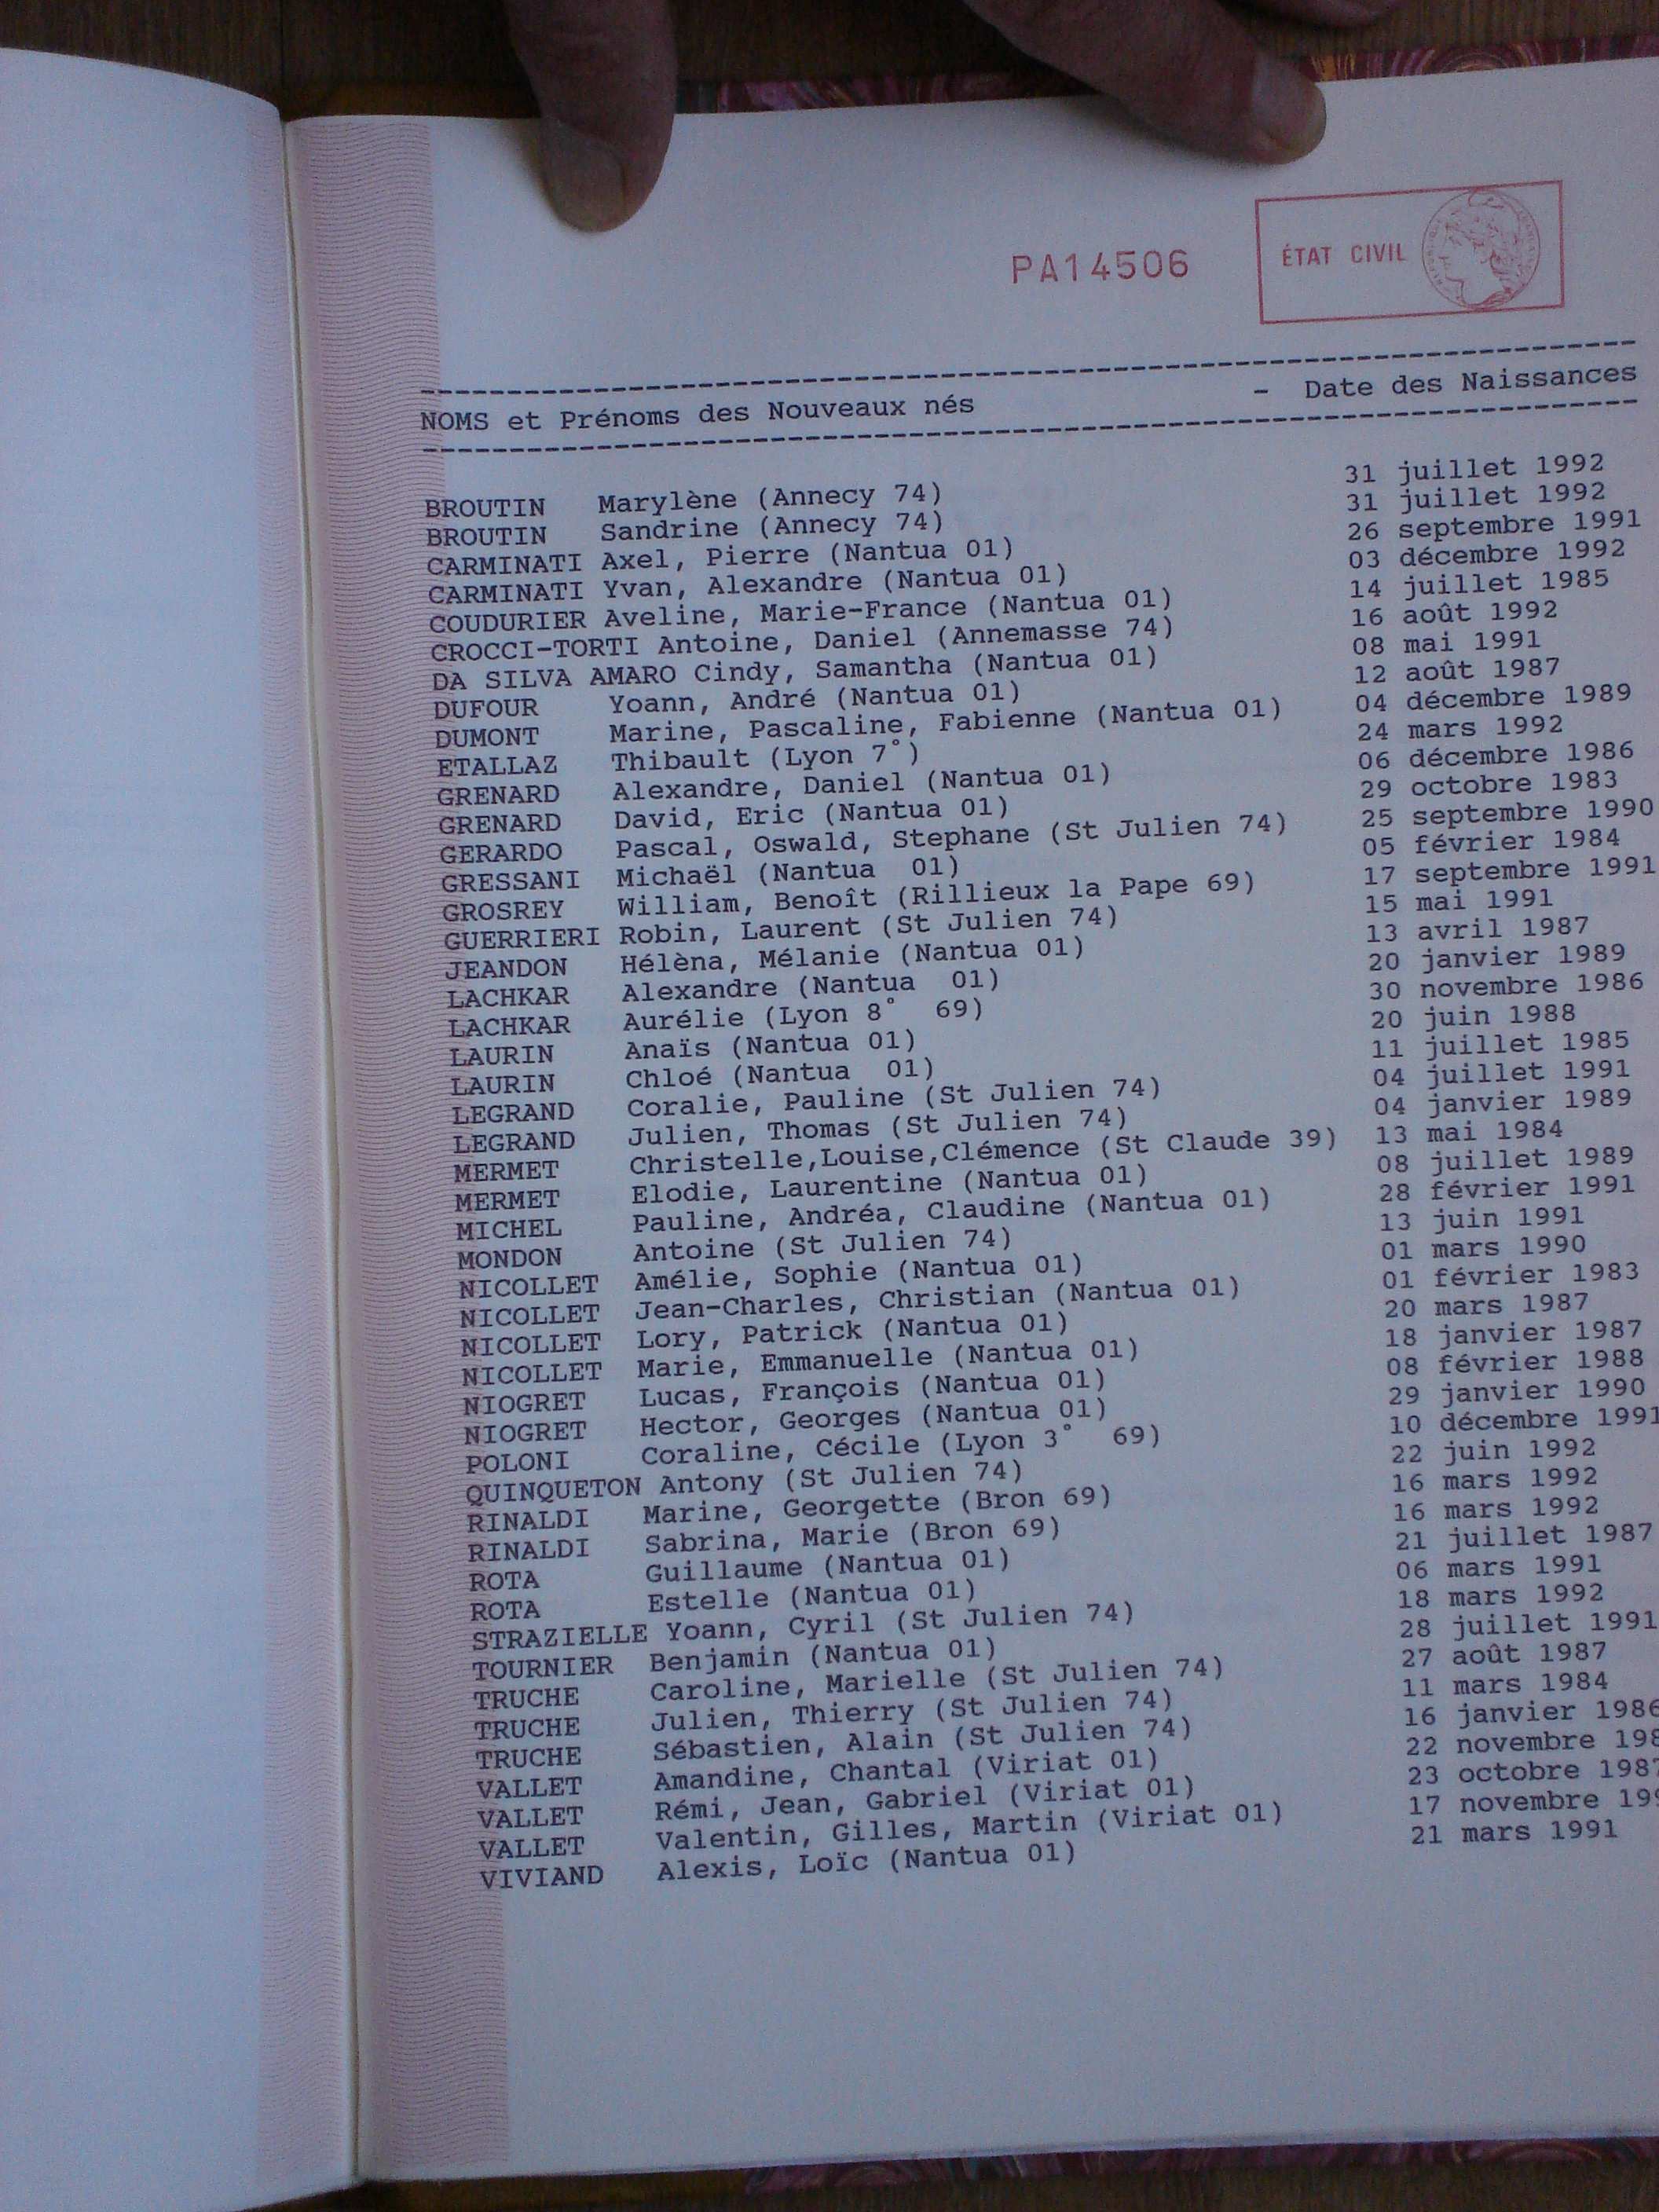 PA14506
ÉTAT CIVIL
NOMS et Prénoms des Nouveaux nés - Date des Naissances
BROUTIN Marylène (Annecy 74) 31 juillet 1992
BROUTIN Sandrine (Annecy 74) 31 juillet 1992
CARMINATI Axel, Pierre (Nantua 01) 26 septembre 1991
CARMINATI Yvan, Alexandre (Nantua 01) 03 décembre 1992
COUDURIER Aveline, Marie-France (Nantua 01) 14 juillet 1985
CROCCI-TORTI Antoine, Daniel (Annemasse 74) 16 août 1992
DA SILVA AMARO Cindy, Samantha (Nantua 01) 08 mai 1991
DUFOUR Yoann, André (Nantua 01) 12 août 1987
DUMONT Marine, Pascaline, Fabienne (Nantua 01) 04 décembre 1989
ETALLAZ Thibault (Lyon 7°) 24 mars 1992
GRENARD Alexandre, Daniel (Nantua 01) 06 décembre 1986
GRENARD David, Eric (Nantua 01) 29 octobre 1983
GERARDO Pascal, Oswald, Stephane (St Julien 74) 25 septembre 1990
GRESSANI Michaël (Nantua 01) 05 février 1984
GROSREY William, Benoît (Rillieux la Pape 69) 17 septembre 1991
GUERRIERI Robin, Laurent (St Julien 74) 15 mai 1991
JEANDON Hélèna, Mélanie (Nantua 01) 13 avril 1987
LACHKAR Alexandre (Nantua 01) 20 janvier 1989
LACHKAR Aurélie (Lyon 8° 69) 30 novembre 1986
LAURIN Anaïs (Nantua 01) 20 juin 1988
LAURIN Chloé (Nantua 01) 11 juillet 1985
LEGRAND Coralie, Pauline (St Julien 74) 04 juillet 1991
LEGRAND Julien, Thomas (St Julien 74) 04 janvier 1989
MERMET Christelle,Louise,Clémence (St Claude 39) 13 mai 1984
MERMET Elodie, Laurentine (Nantua 01) 08 juillet 1989
MICHEL Pauline, Andréa, Claudine (Nantua 01) 28 février 1991
MONDON Antoine (St Julien 74) 13 juin 1991
NICOLLET Amélie, Sophie (Nantua 01) 01 mars 1990
NICOLLET Jean-Charles, Christian (Nantua 01) 01 février 1983
NICOLLET Lory, Patrick (Nantua 01) 20 mars 1987
NICOLLET Marie, Emmanuelle (Nantua 01) 18 janvier 1987
NIOGRET Lucas, François (Nantua 01) 08 février 1988
NIOGRET Hector, Georges (Nantua 01) 29 janvier 1990
POLONI Coraline, Cécile (Lyon 3° 69) 10 décembre 1991
QUINQUETON Antony (St Julien 74) 22 juin 1992
RINALDI Marine, Georgette (Bron 69) 16 mars 1992
RINALDI Sabrina, Marie (Bron 69) 16 mars 1992
ROTA Guillaume (Nantua 01) 21 juillet 1987
ROTA Estelle (Nantua 01) 06 mars 1991
STRAZIELLE Yoann, Cyril (St Julien 74) 18 mars 1992
TOURNIER Benjamin (Nantua 01) 28 juillet 1991
TRUCHE Caroline, Marielle (St Julien 74) 27 août 1987
TRUCHE Julien, Thierry (St Julien 74) 11 mars 1984
TRUCHE Sébastien, Alain (St Julien 74) 16 janvier 1986
VALLET Amandine, Chantal (Viriat 01) 22 novembre 198
VALLET Rémi, Jean, Gabriel (Viriat 01) 23 octobre 1987
VALLET Valentin, Gilles, Martin (Viriat 01) 17 novembre 199
VIVIAND Alexis, Loïc (Nantua 01) 21 mars 1991